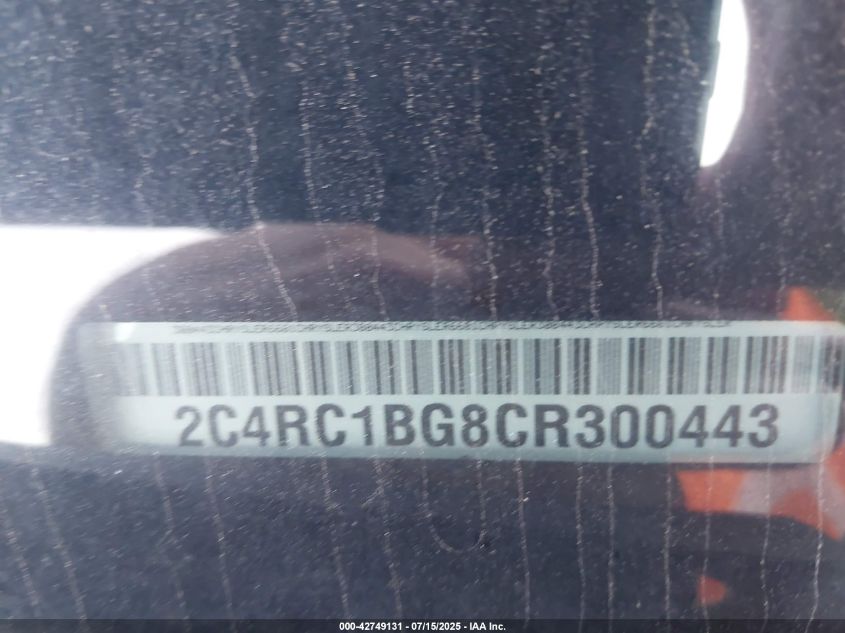 2C4RC1BG8CR300443
000-42749131 - 07/15/2025 - IAA Inc.